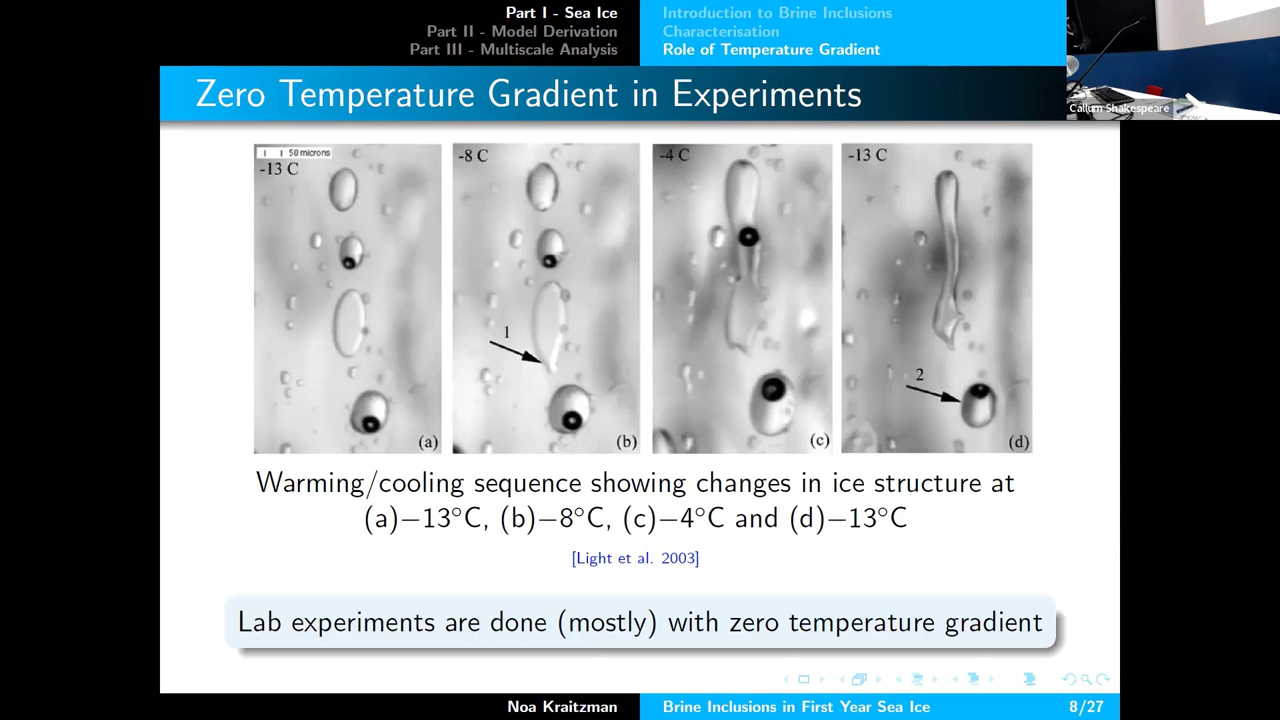 Part I - Sea Ice
Part II - Model Derivation
Part III - Multiscale Analysis
Introduction to Brine Inclusions
Characterisation
Role of Temperature Gradient
Callum Shakespeare
Zero Temperature Gradient in Experiments
50 microns
-13 C
-8 C
-4 C
-13 C
1
2
(a)
(b)
(c)
(d)
Warming/cooling sequence showing changes in ice structure at
(a)−13°C, (b)−8°C, (c)−4°C and (d)−13°C
[Light et al. 2003]
Lab experiments are done (mostly) with zero temperature gradient
Noa Kraitzman
Brine Inclusions in First Year Sea Ice
8/27